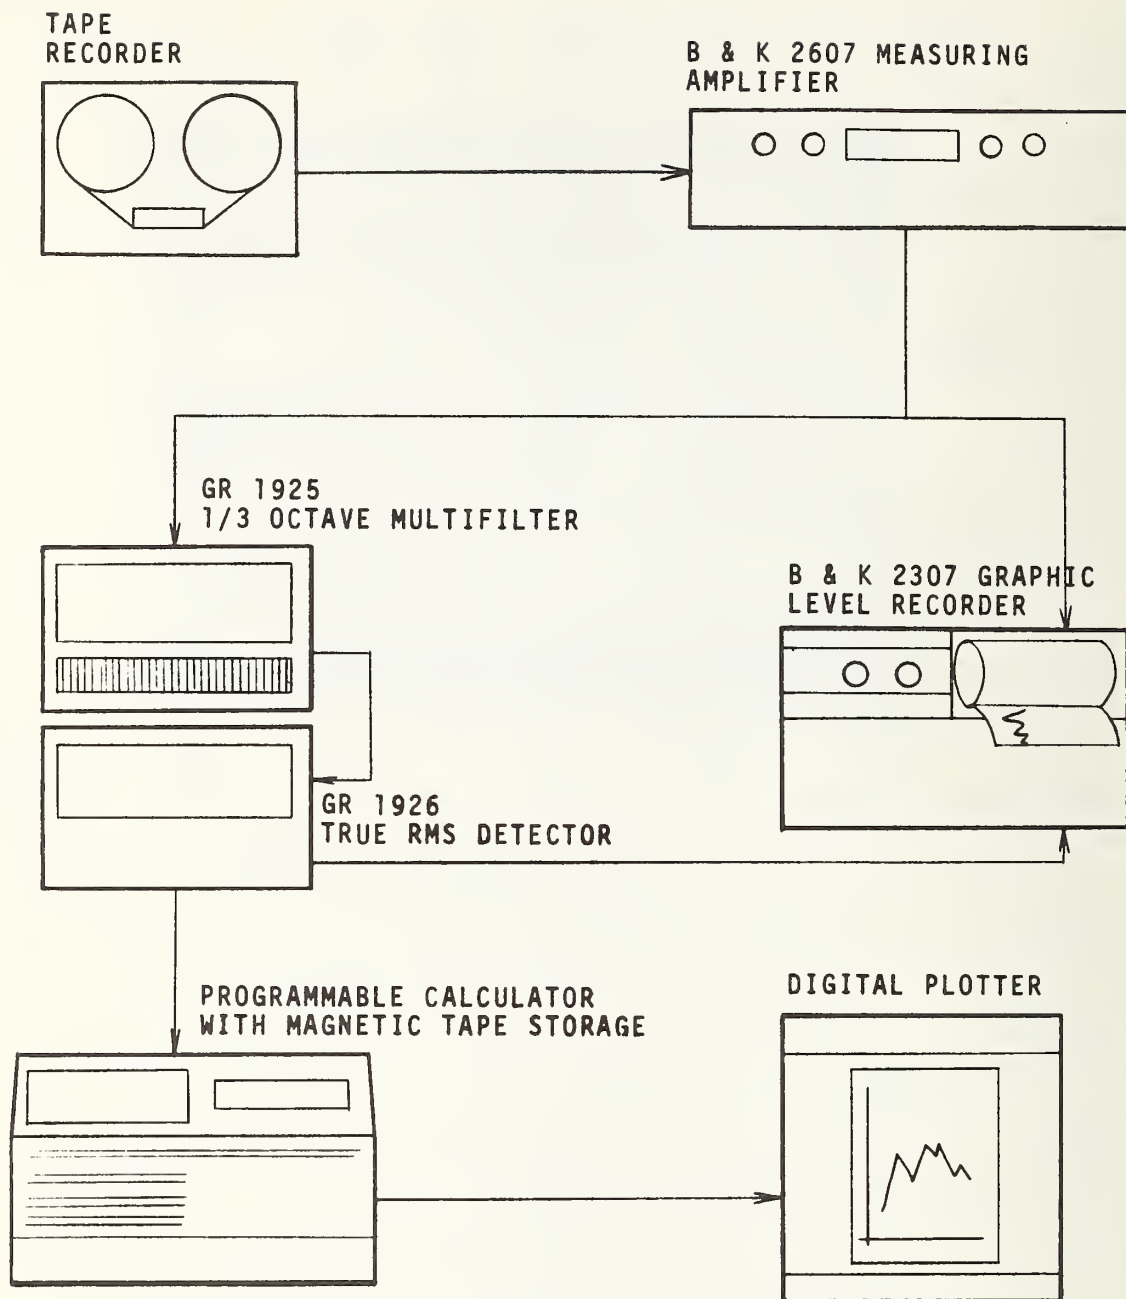 TAPE
RECORDER
B & K 2607 MEASURING
AMPLIFIER
GR 1925
1/3 OCTAVE MULTIFILTER
B & K 2307 GRAPHIC
LEVEL RECORDER
GR 1926
TRUE RMS DETECTOR
PROGRAMMABLE CALCULATOR
WITH MAGNETIC TAPE STORAGE
DIGITAL PLOTTER